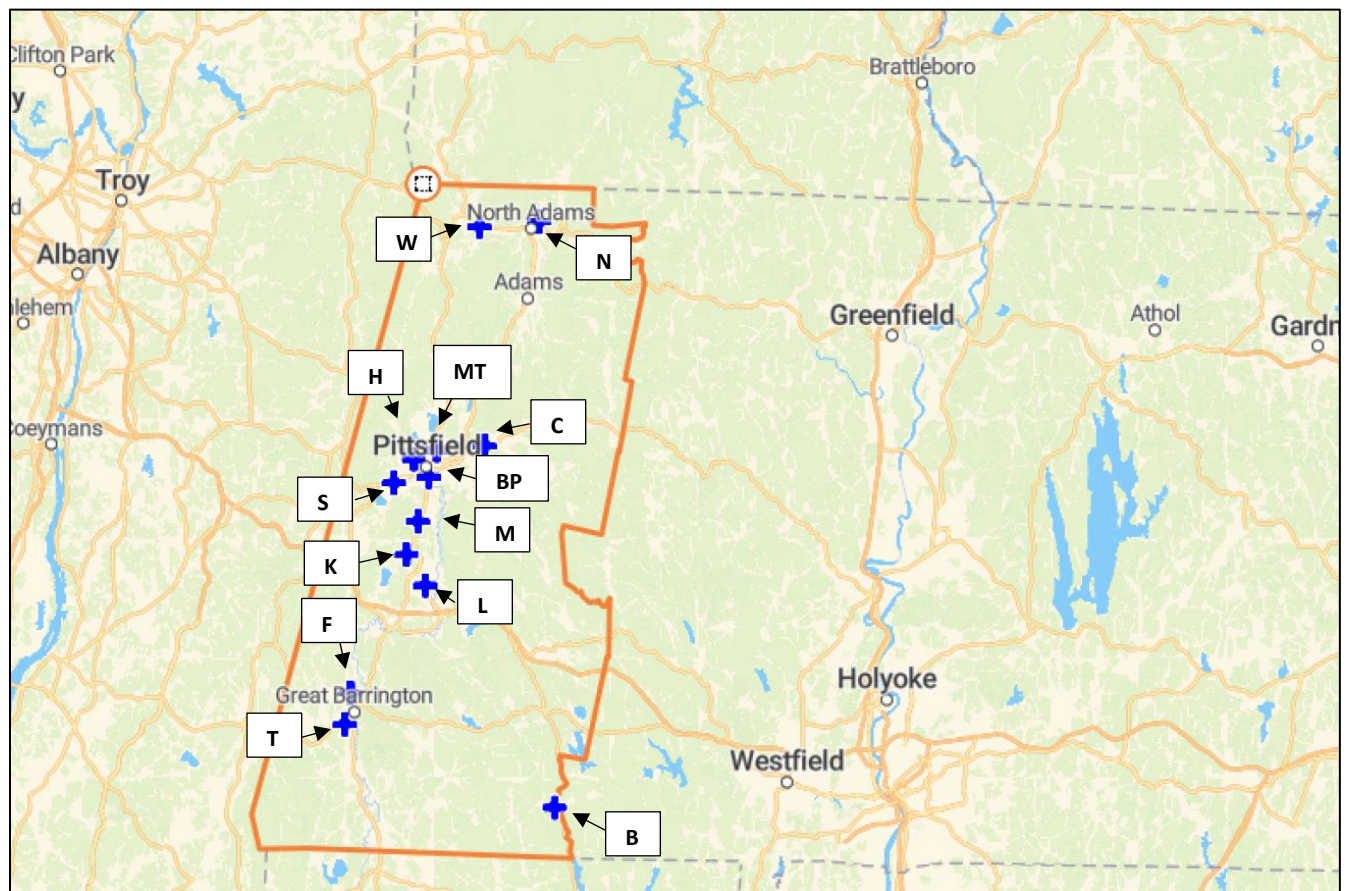 Clifton Park
Brattleboro
y
Troy
d
North Adams
W
N
Albany
Adams
hlehem
Greenfield
Athol
Gardn
H
MT
C
Coeymans
Pittsfield
BP
S
M
K
L
F
Holyoke
Great Barrington
T
Westfield
B